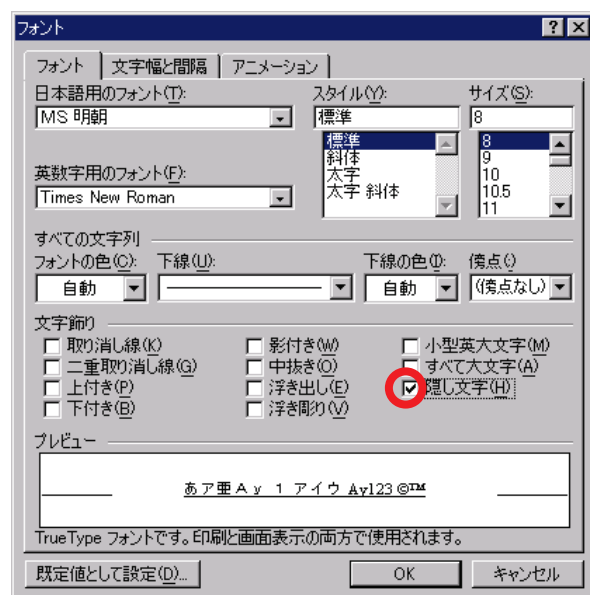 フォント
フォント 文字幅と間隔 アニメーション
日本語用のフォント(T): スタイル(Y): サイズ(S):
MS 明朝 標準 8
標準 8
斜体 9
太字 10
太字 斜体 10.5
11
英数字用のフォント(F):
Times New Roman
すべての文字列
フォントの色(C): 下線(U): 下線の色(I): 傍点(:)
自動 自動 (傍点なし)
文字飾り
取り消し線(K) 影付き(W) 小型英大文字(M)
二重取り消し線(G) 中抜き(O) すべて大文字(A)
上付き(P) 浮き出し(E) 隠し文字(H)
下付き(B) 浮き彫り(V)
プレビュー
あア亜Ay 1 アイウ Ay123©™
TrueType フォントです。印刷と画面表示の両方で使用されます。
既定値として設定(D)... OK キャンセル